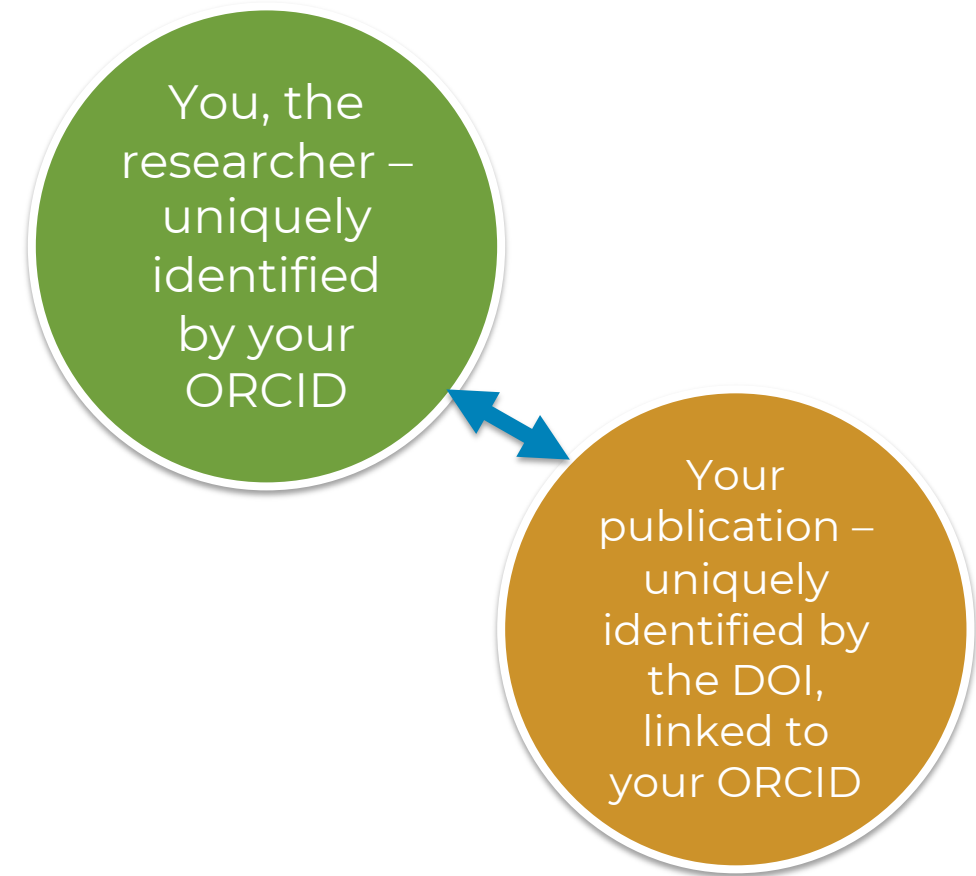 You, the
researcher –
uniquely
identified
by your
ORCID
Your
publication –
uniquely
identified by
the DOI,
linked to
your ORCID